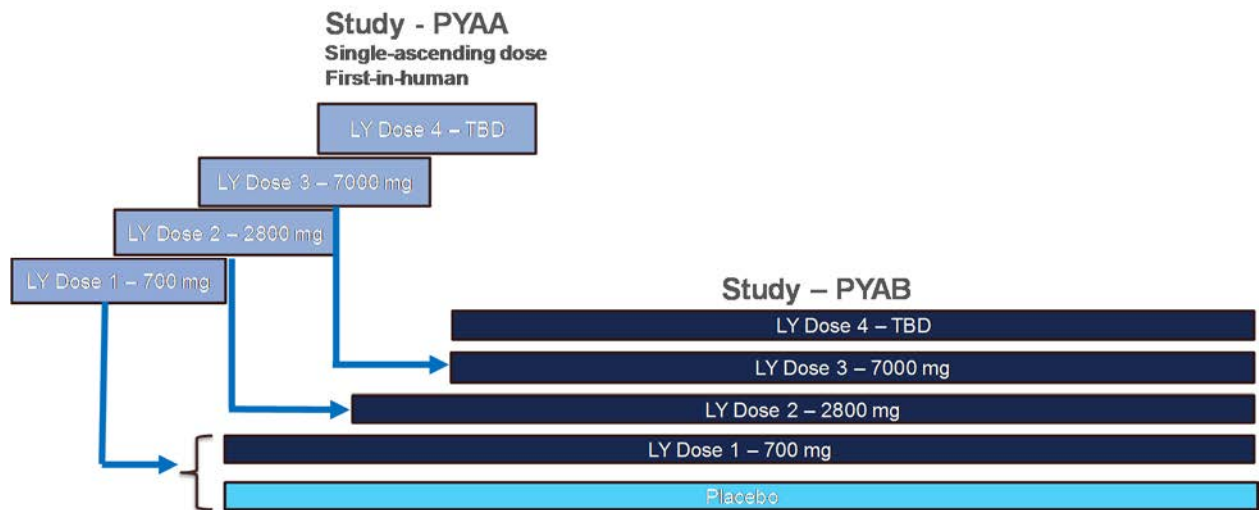 Study - PYAA
Single-ascending dose
First-in-human
LY Dose 4 – TBD
LY Dose 3 – 7000 mg
LY Dose 2 – 2800 mg
LY Dose 1 – 700 mg
Study – PYAB
LY Dose 4 – TBD
LY Dose 3 – 7000 mg
LY Dose 2 – 2800 mg
LY Dose 1 – 700 mg
Placebo